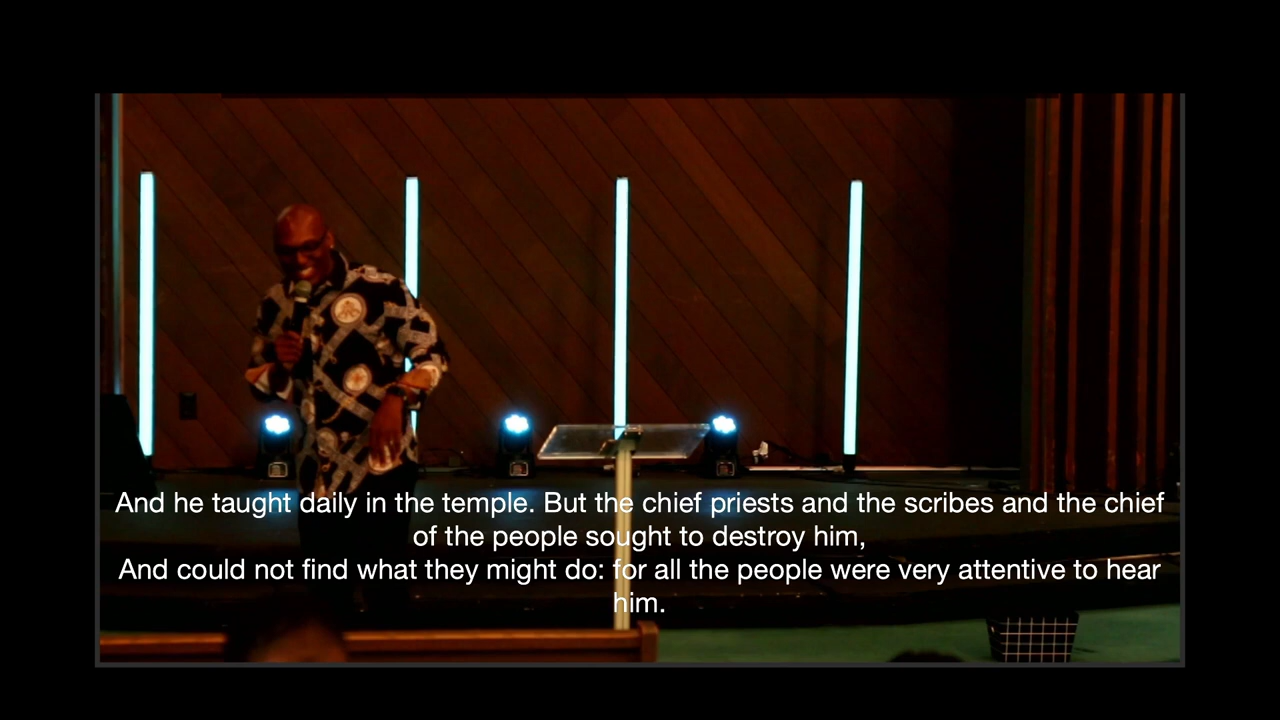 And he taught daily in the temple. But the chief priests and the scribes and the chief
of the people sought to destroy him,
And could not find what they might do: for all the people were very attentive to hear
him.